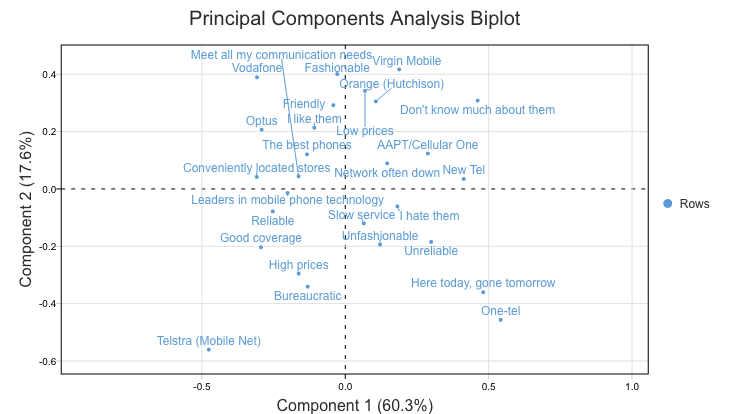 Principal Components Analysis Biplot
Meet all my communication needs
Virgin Mobile
Vodafone
Fashionable
0.4
Orange (Hutchison)
Friendly
Don't know much about them
Optus
I like them
0.2
Low prices
The best phones
AAPT/Cellular One
Conveniently located stores
Network often down
New Tel
0.0
Leaders in mobile phone technology
Reliable
Slow service
I hate them
Good coverage
Unfashionable
-0.2
Unreliable
High prices
Here today, gone tomorrow
Bureaucratic
-0.4
One-tel
Telstra (Mobile Net)
-0.6
-0.5
0.0
0.5
1.0
Component 1 (60.3%)
Component 2 (17.6%)
Rows